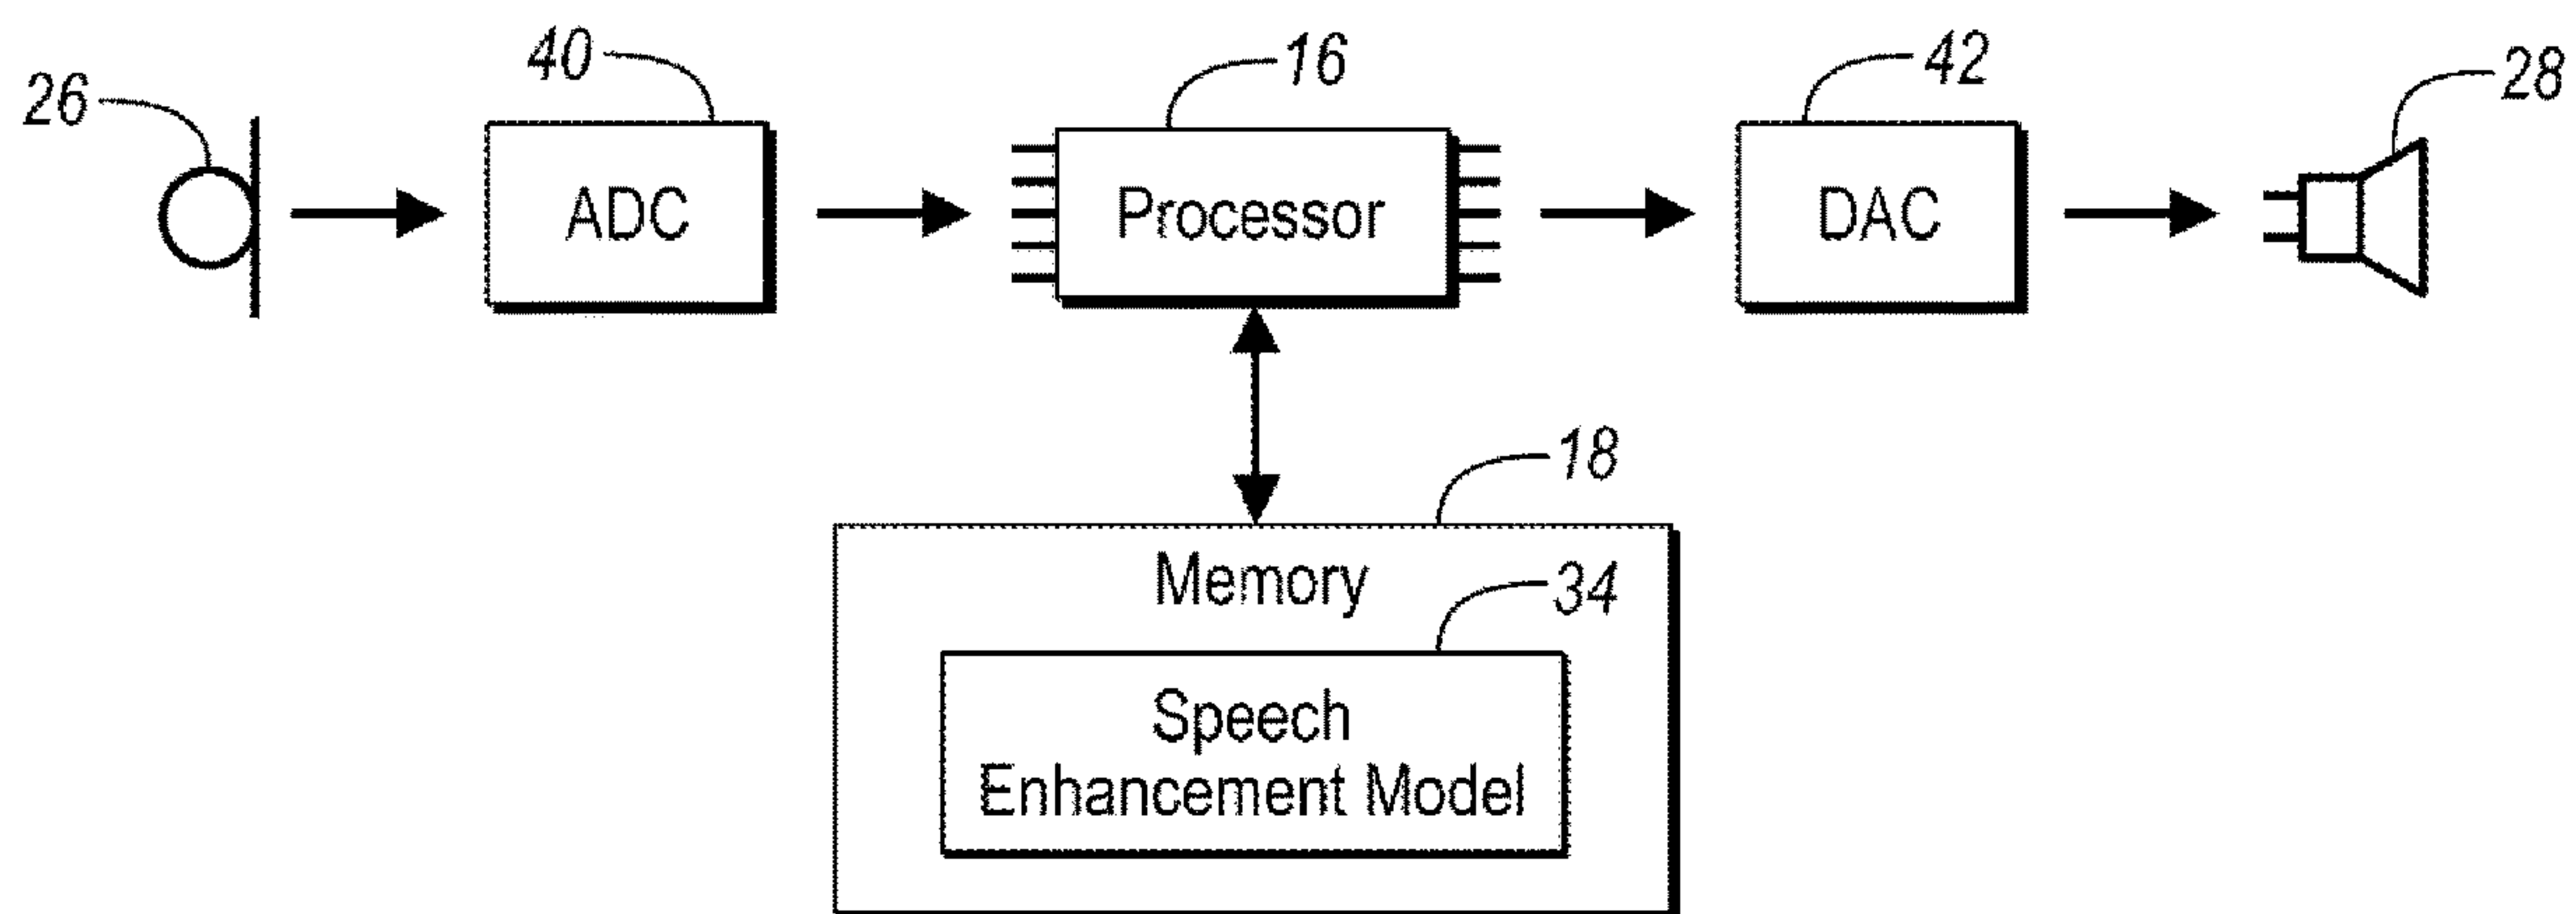 40
16
42
26
28
ADC
Processor
DAC
18
Memory
34
Speech
Enhancement Model